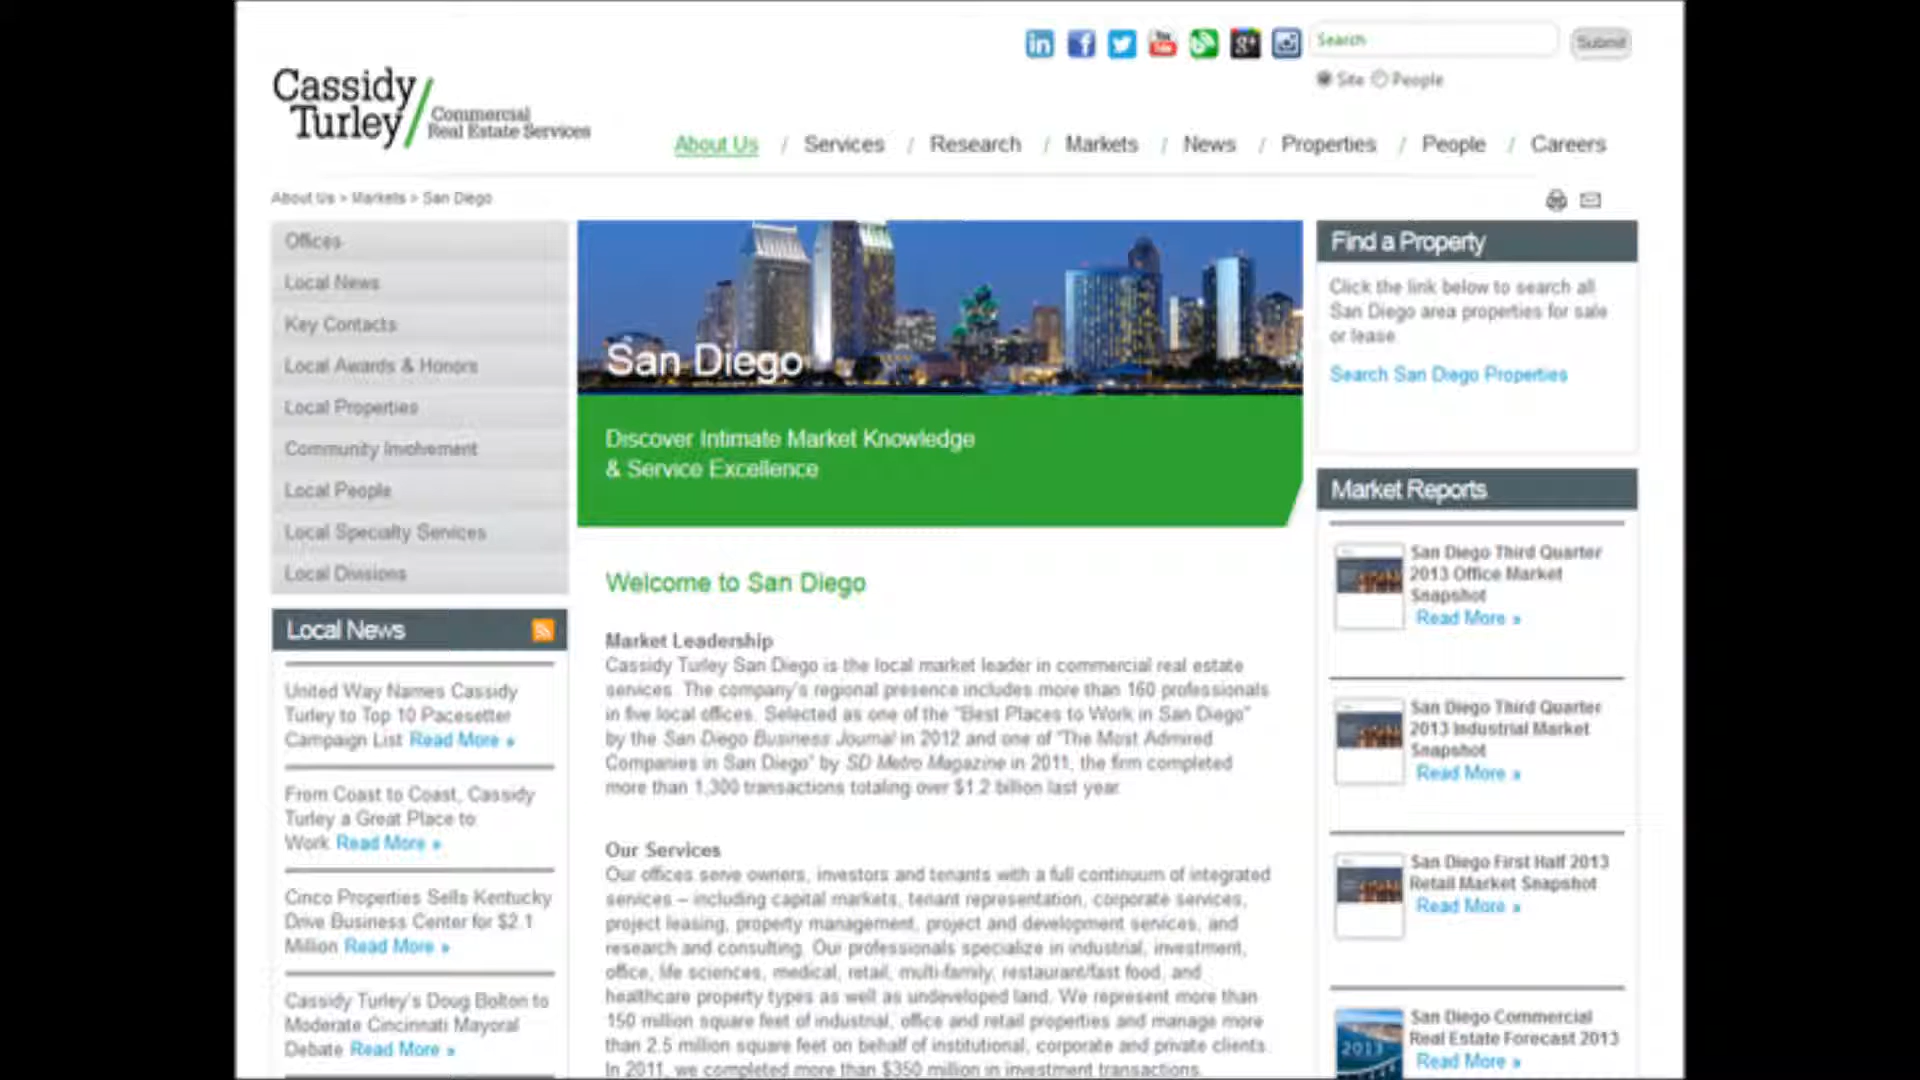 Search
Submit
Site People
Cassidy
Turley
Commercial
Real Estate Services
About Us / Services / Research / Markets / News / Properties / People / Careers
About Us > Markets > San Diego
Offices
Local News
Key Contacts
Local Awards & Honors
Local Properties
Community Involvement
Local People
Local Specialty Services
Local Divisions
Local News
United Way Names Cassidy
Turley to Top 10 Pacesetter
Campaign List Read More »
From Coast to Coast, Cassidy
Turley a Great Place to
Work Read More »
Cinco Properties Sells Kentucky
Drive Business Center for $2.1
Million Read More »
Cassidy Turley's Doug Bolton to
Moderate Cincinnati Mayoral
Debate Read More »
San Diego
Discover Intimate Market Knowledge
& Service Excellence
Welcome to San Diego
Market Leadership
Cassidy Turley San Diego is the local market leader in commercial real estate
services. The company's regional presence includes more than 160 professionals
in five local offices. Selected as one of the "Best Places to Work in San Diego"
by the San Diego Business Journal in 2012 and one of "The Most Admired
Companies in San Diego" by SD Metro Magazine in 2011, the firm completed
more than 1,300 transactions totaling over $1.2 billion last year.
Our Services
Our offices serve owners, investors and tenants with a full continuum of integrated
services – including capital markets, tenant representation, corporate services,
project leasing, property management, project and development services, and
research and consulting. Our professionals specialize in industrial, investment,
office, life sciences, medical, retail, multi-family, restaurant/fast food, and
healthcare property types as well as undeveloped land. We represent more than
150 million square feet of industrial, office and retail properties and manage more
than 2.5 million square feet on behalf of institutional, corporate and private clients.
In 2011, we completed more than $350 million in investment transactions.
Find a Property
Click the link below to search all
San Diego area properties for sale
or lease.
Search San Diego Properties
Market Reports
San Diego Third Quarter
2013 Office Market
Snapshot
Read More »
San Diego Third Quarter
2013 Industrial Market
Snapshot
Read More »
San Diego First Half 2013
Retail Market Snapshot
Read More »
2013
San Diego Commercial
Real Estate Forecast 2013
Read More »